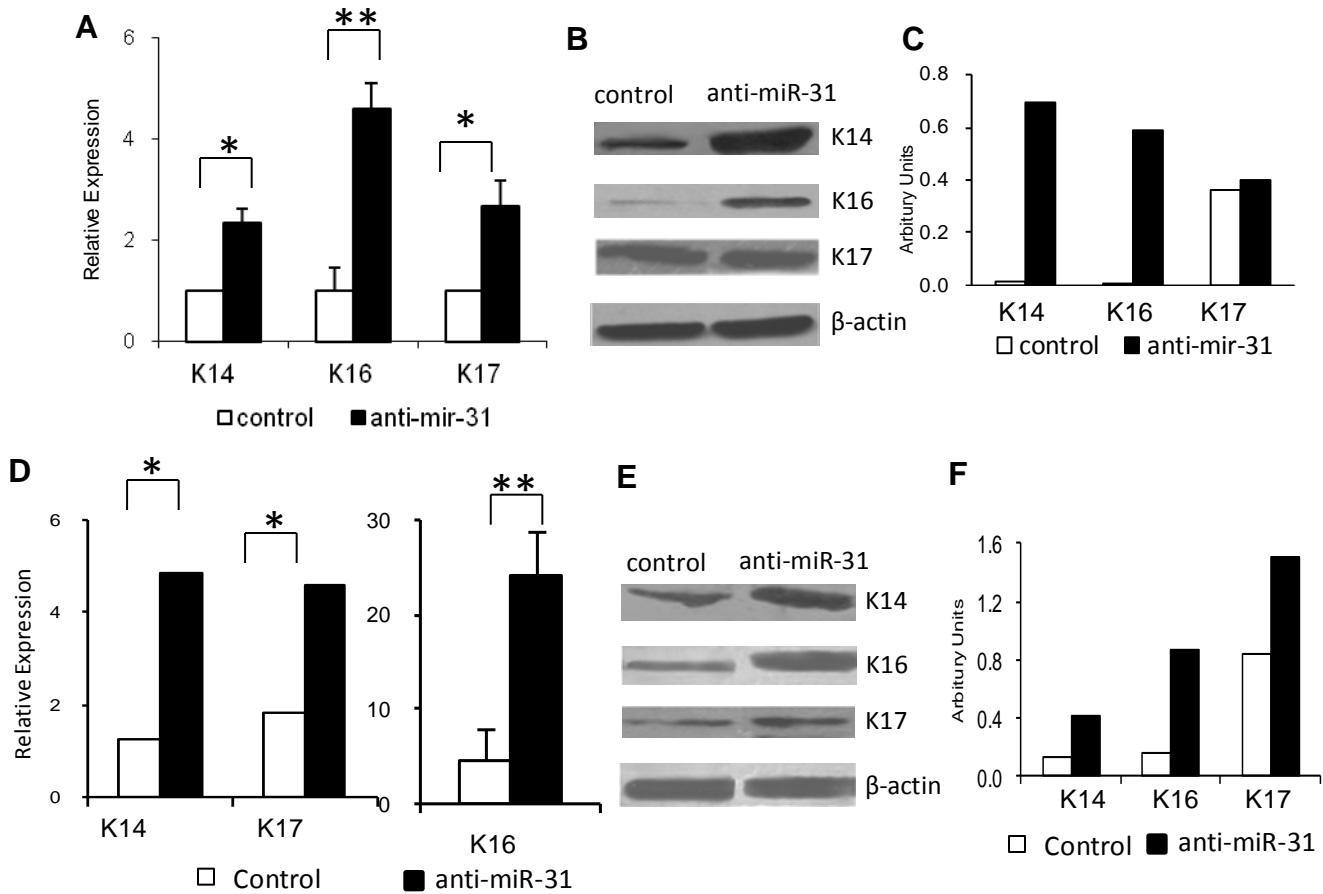 A
Relative Expression
**
*
*
6
4
2
0
K14 K16 K17
control anti-mir-31
B
control anti-miR-31
K14
K16
K17
β-actin
C
Arbitury Units
0.8
0.6
0.4
0.2
0.0
K14 K16 K17
control anti-mir-31
D
Relative Expression
*
*
**
6
4
2
0
30
20
10
0
K14 K17 K16
Control anti-miR-31
E
control anti-miR-31
K14
K16
K17
β-actin
F
Arbitury Units
1.6
1.2
0.8
0.4
0.0
K14 K16 K17
Control anti-miR-31